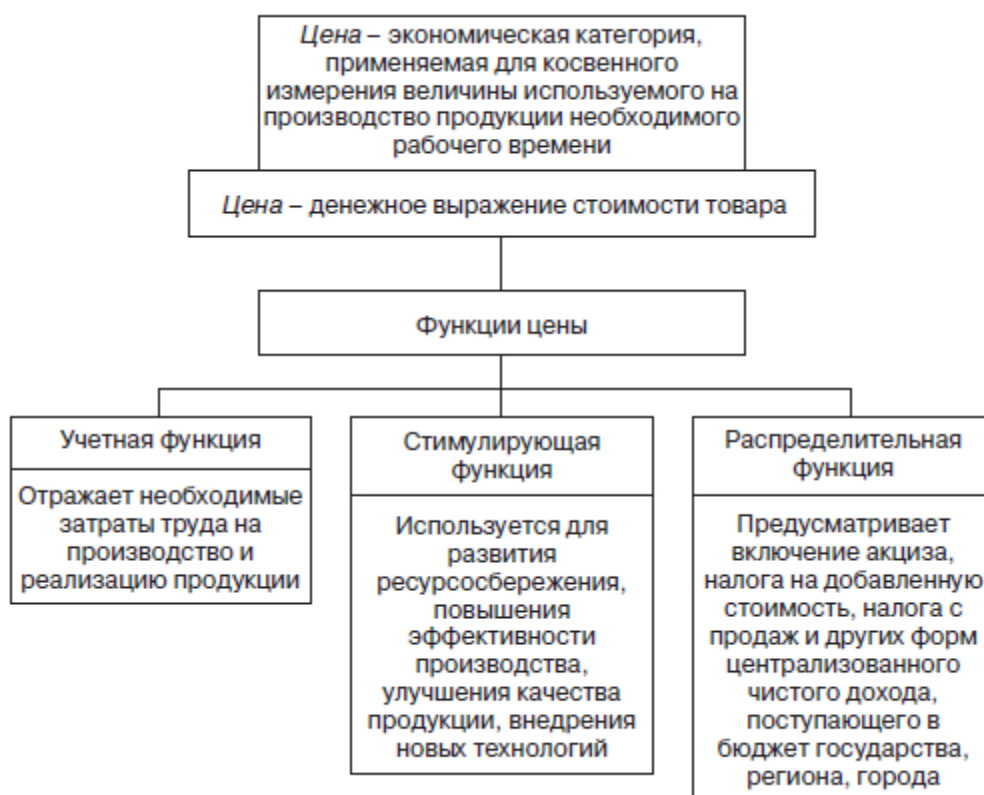 Цена – экономическая категория,
применяемая для косвенного
измерения величины используемого на
производство продукции необходимого
рабочего времени
Цена – денежное выражение стоимости товара
Функции цены
Учетная функция
Отражает необходимые
затраты труда на
производство и
реализацию продукции
Стимулирующая
функция
Используется для
развития
ресурсосбережения,
повышения
эффективности
производства,
улучшения качества
продукции, внедрения
новых технологий
Распределительная
функция
Предусматривает
включение акциза,
налога на добавленную
стоимость, налога с
продаж и других форм
централизованного
чистого дохода,
поступающего в
бюджет государства,
региона, города